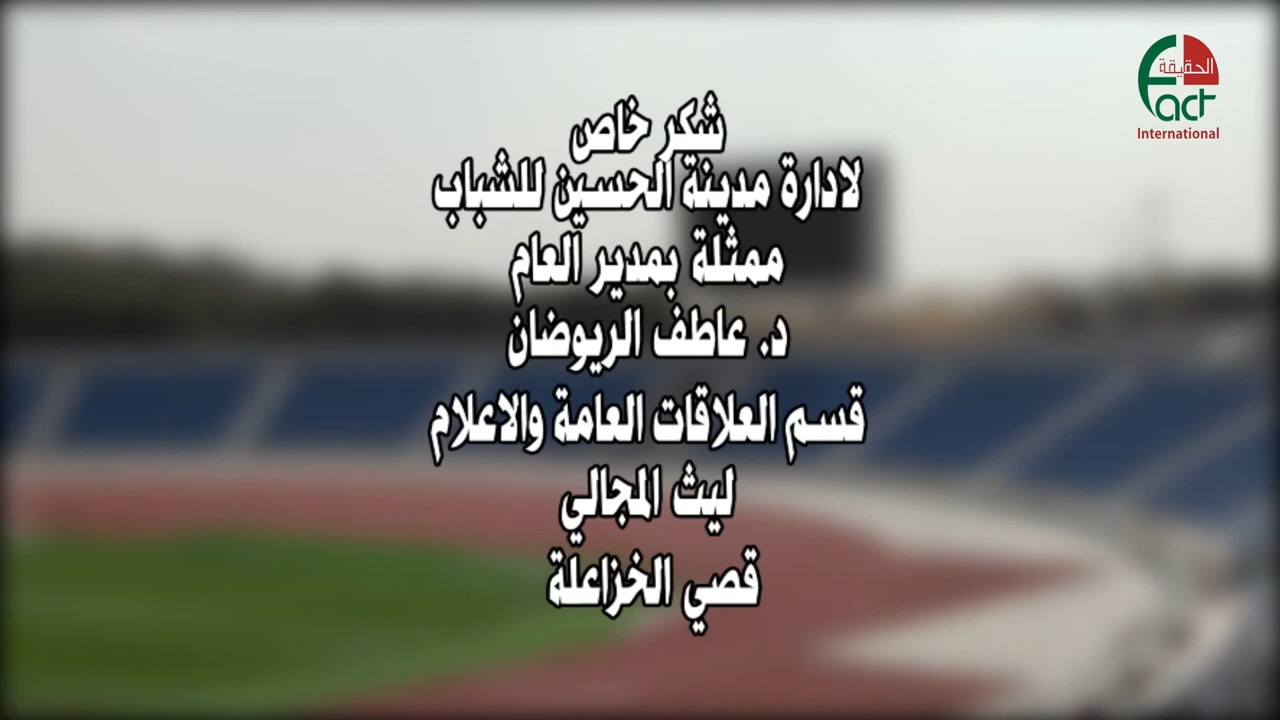 الحقيقة
Fact
International
شكر خاص
لادارة مدينة الحسين للشباب
ممثلة بمدير العام
د. عاطف الريوضان
قسم العلاقات العامة والاعلام
ليث المجالي
قصي الخزاعلة